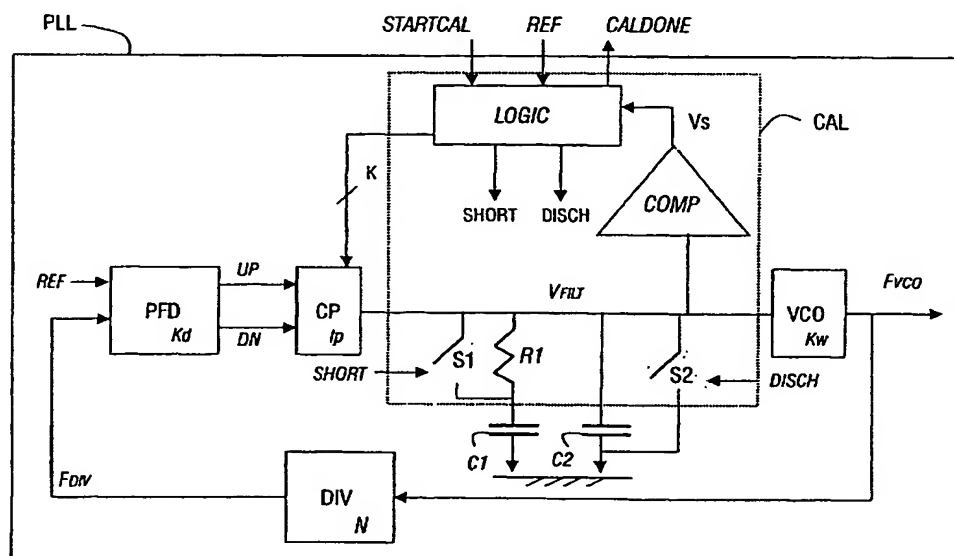 PLL
STARTCAL
REF
CALDONE
LOGIC
Vs
CAL
K
SHORT
DISCH
COMP
REF
UP
PFD
Kd
DN
CP
Ip
VFILT
VCO
Kw
FVCO
S1
R1
S2
SHORT
DISCH
C1
C2
FDIV
DIV
N